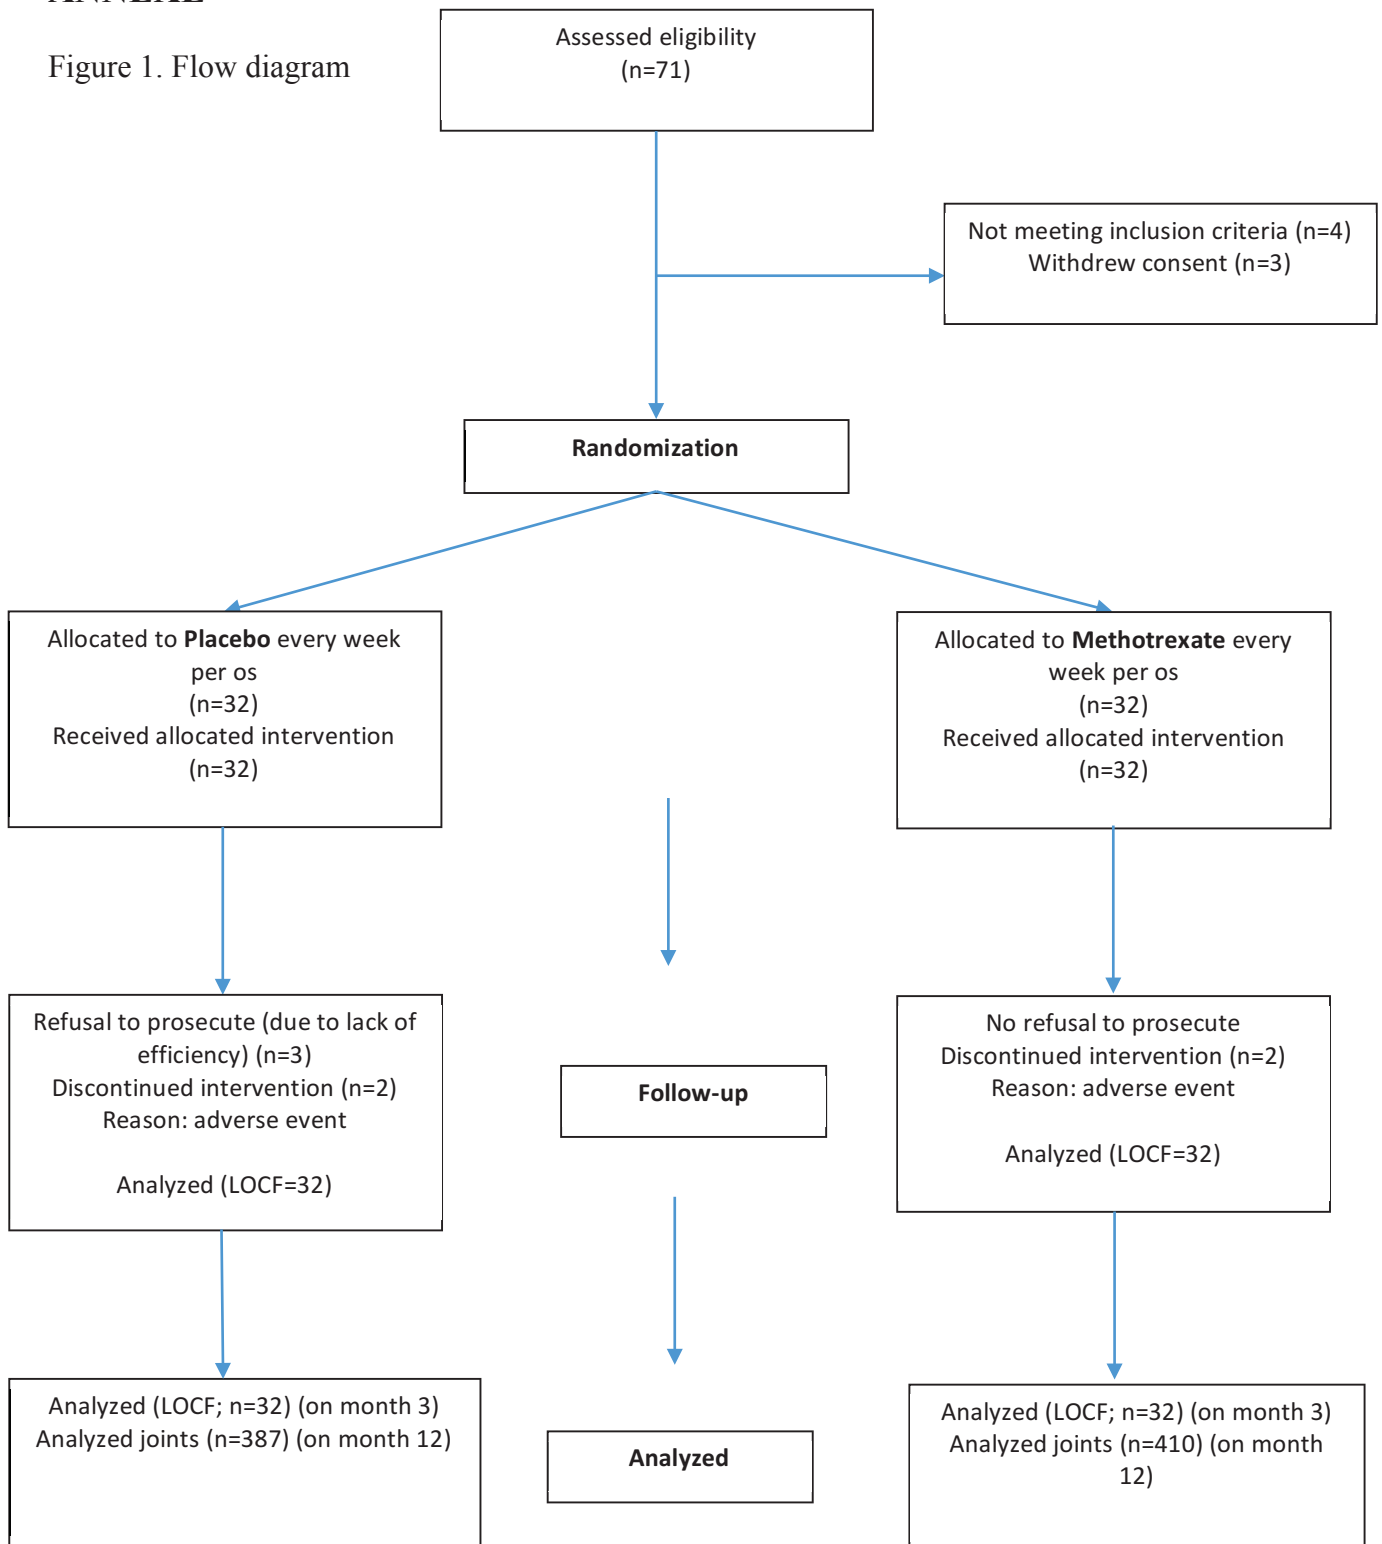 Figure 1. Flow diagram
Assessed eligibility
(n=71)
Not meeting inclusion criteria (n=4)
Withdrew consent (n=3)
Randomization
Allocated to Placebo every week
per os
(n=32)
Received allocated intervention
(n=32)
Allocated to Methotrexate every
week per os
(n=32)
Received allocated intervention
(n=32)
Refusal to prosecute (due to lack of
efficiency) (n=3)
Discontinued intervention (n=2)
Reason: adverse event
Analyzed (LOCF=32)
Follow-up
No refusal to prosecute
Discontinued intervention (n=2)
Reason: adverse event
Analyzed (LOCF=32)
Analyzed (LOCF; n=32) (on month 3)
Analyzed joints (n=387) (on month 12)
Analyzed
Analyzed (LOCF; n=32) (on month 3)
Analyzed joints (n=410) (on month
12)